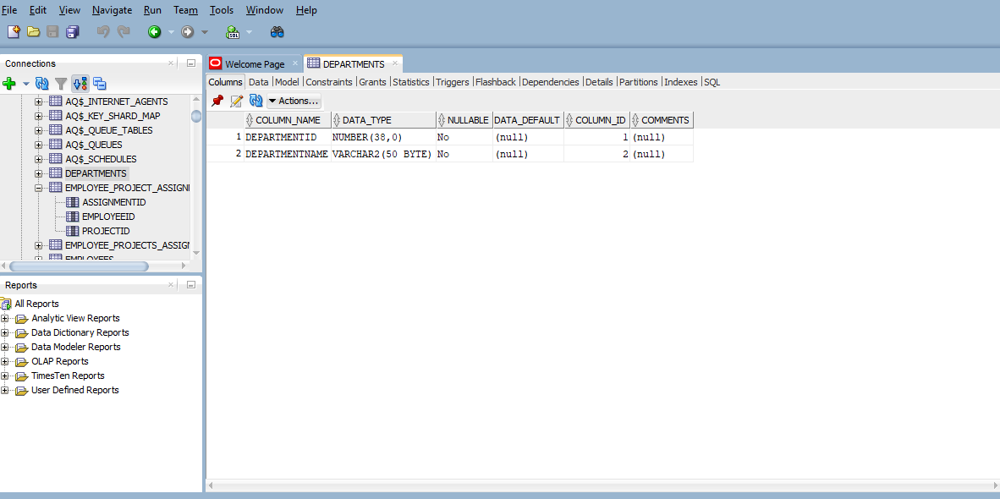 File Edit View Navigate Run Team Tools Window Help
SQL
Connections
AQ$_INTERNET_AGENTS
AQ$_KEY_SHARD_MAP
AQ$_QUEUE_TABLES
AQ$_QUEUES
AQ$_SCHEDULES
DEPARTMENTS
EMPLOYEE_PROJECT_ASSIGN
ASSIGNMENTID
EMPLOYEEID
PROJECTID
EMPLOYEE_PROJECTS_ASSIG
EMPLOYEES
Reports
All Reports
Analytic View Reports
Data Dictionary Reports
Data Modeler Reports
OLAP Reports
TimesTen Reports
User Defined Reports
Welcome Page DEPARTMENTS
Columns Data Model Constraints Grants Statistics Triggers Flashback Dependencies Details Partitions Indexes SQL
Actions...
COLUMN_NAME DATA_TYPE NULLABLE DATA_DEFAULT COLUMN_ID COMMENTS
1 DEPARTMENTID NUMBER(38,0) No (null) 1 (null)
2 DEPARTMENTNAME VARCHAR2(50 BYTE) No (null) 2 (null)